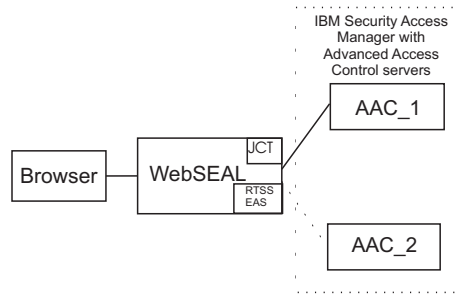 IBM Security Access
Manager with
Advanced Access
Control servers
AAC_1
JCT
Browser
WebSEAL
RTSS
EAS
AAC_2